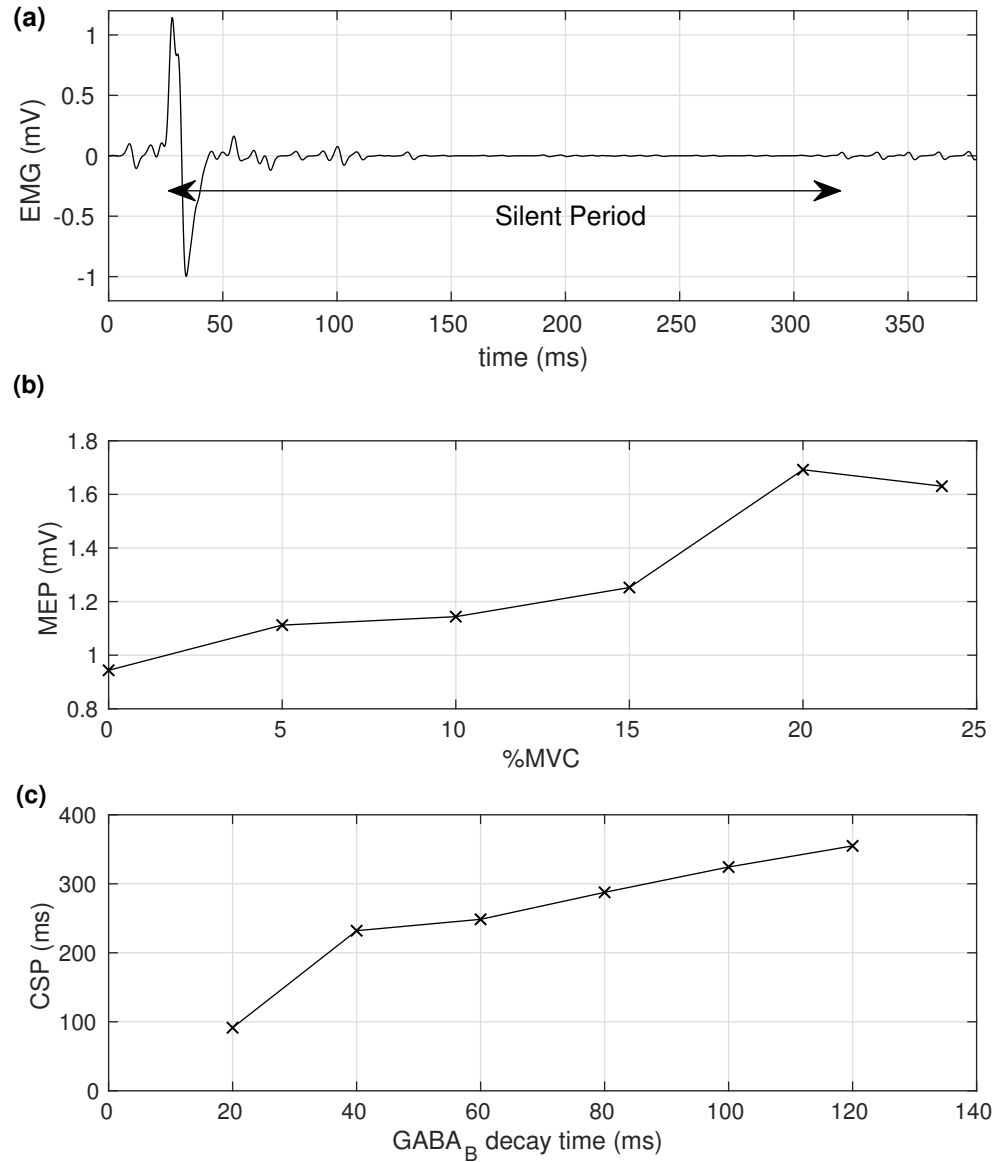 (a)
1
0.5
0
-0.5
-1
EMG (mV)
Silent Period
0 50 100 150 200 250 300 350
time (ms)
(b)
1.8
1.6
1.4
1.2
1
0.8
MEP (mV)
0 5 10 15 20 25
%MVC
(c)
400
300
200
100
0
CSP (ms)
0 20 40 60 80 100 120 140
GABA_B decay time (ms)